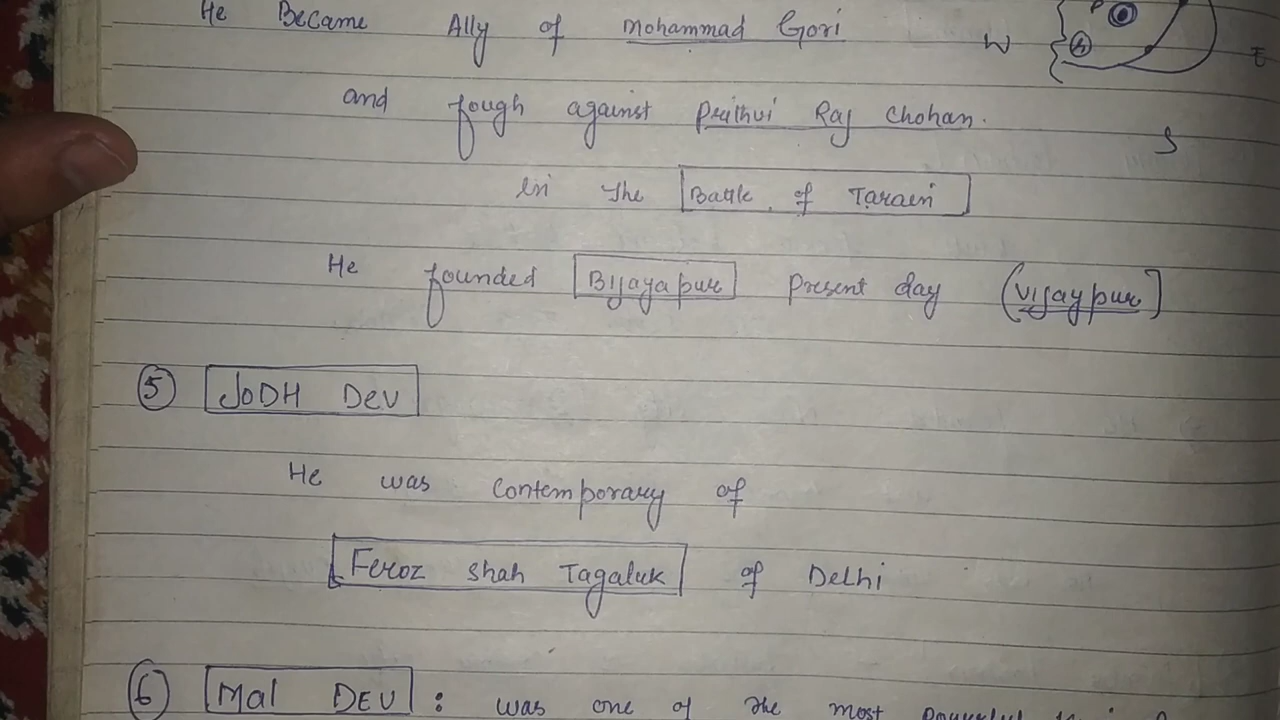 He Became Ally of Mohammad Gori
W E
and fough against Prithvi Raj Chohan.
S
in the Battle of Tarain
He founded Bijayapur Present day (Vijaypur]
5 JODH DEV
He was Contemporary of
Feroz Shah Tagaluk of Delhi
6 Mal DEV : was one of the most